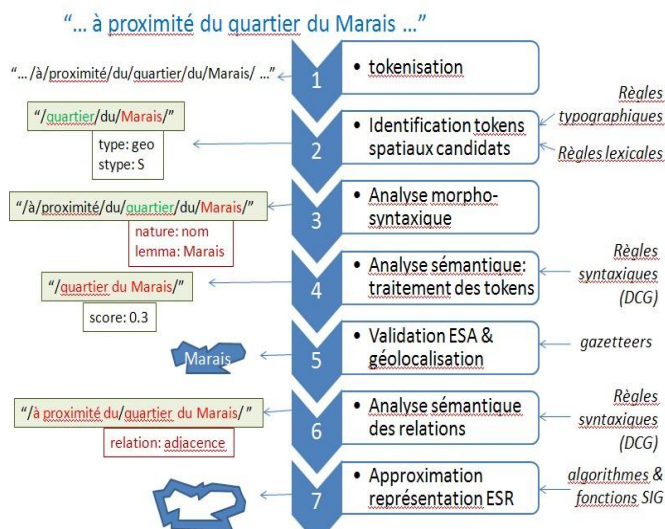 “... à proximité du quartier du Marais ...”
“.../à/proximité/du/quartier/du/Marais/ ...”
1
• tokenisation
“/quartier/du/Marais/”
type: geo
stype: S
2
• Identification tokens
spatiaux candidats
Règles
typographiques
Règles lexicales
“/à/proximité/du/quartier/du/Marais/”
nature: nom
lemma: Marais
3
• Analyse morpho-
syntaxique
“/quartier du Marais/”
score: 0.3
4
• Analyse sémantique:
traitement des tokens
Règles
syntaxiques
(DCG)
Marais
5
• Validation ESA &
géolocalisation
gazetteers
“/à proximité du/quartier du Marais/”
relation: adjacence
6
• Analyse sémantique
des relations
Règles
syntaxiques
(DCG)
7
• Approximation
représentation ESR
algorithmes &
fonctions SIG